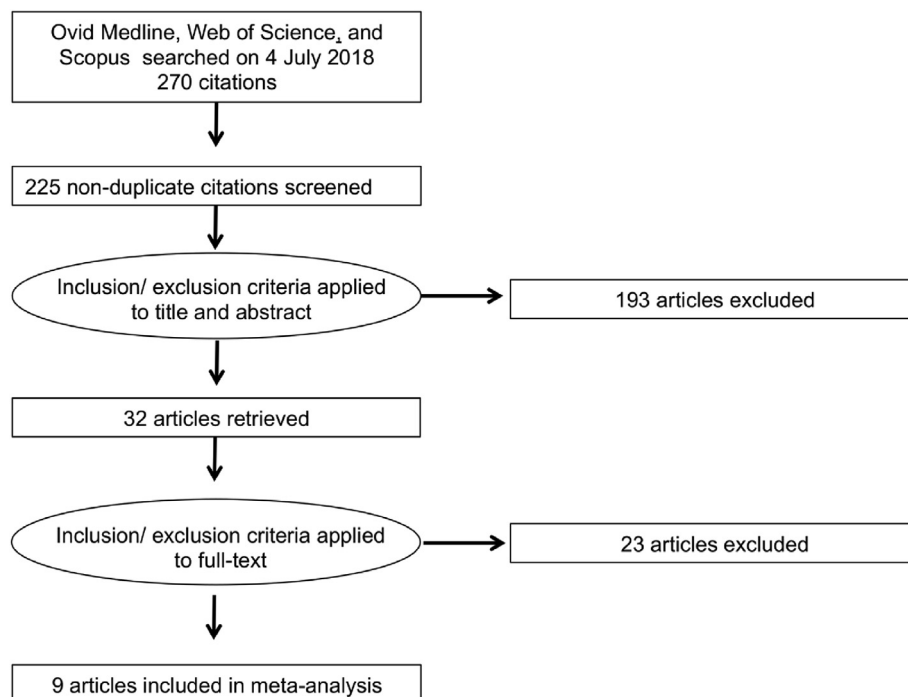 Ovid Medline, Web of Science, and
Scopus searched on 4 July 2018
270 citations
225 non-duplicate citations screened
Inclusion/ exclusion criteria applied
to title and abstract
193 articles excluded
32 articles retrieved
Inclusion/ exclusion criteria applied
to full-text
23 articles excluded
9 articles included in meta-analysis